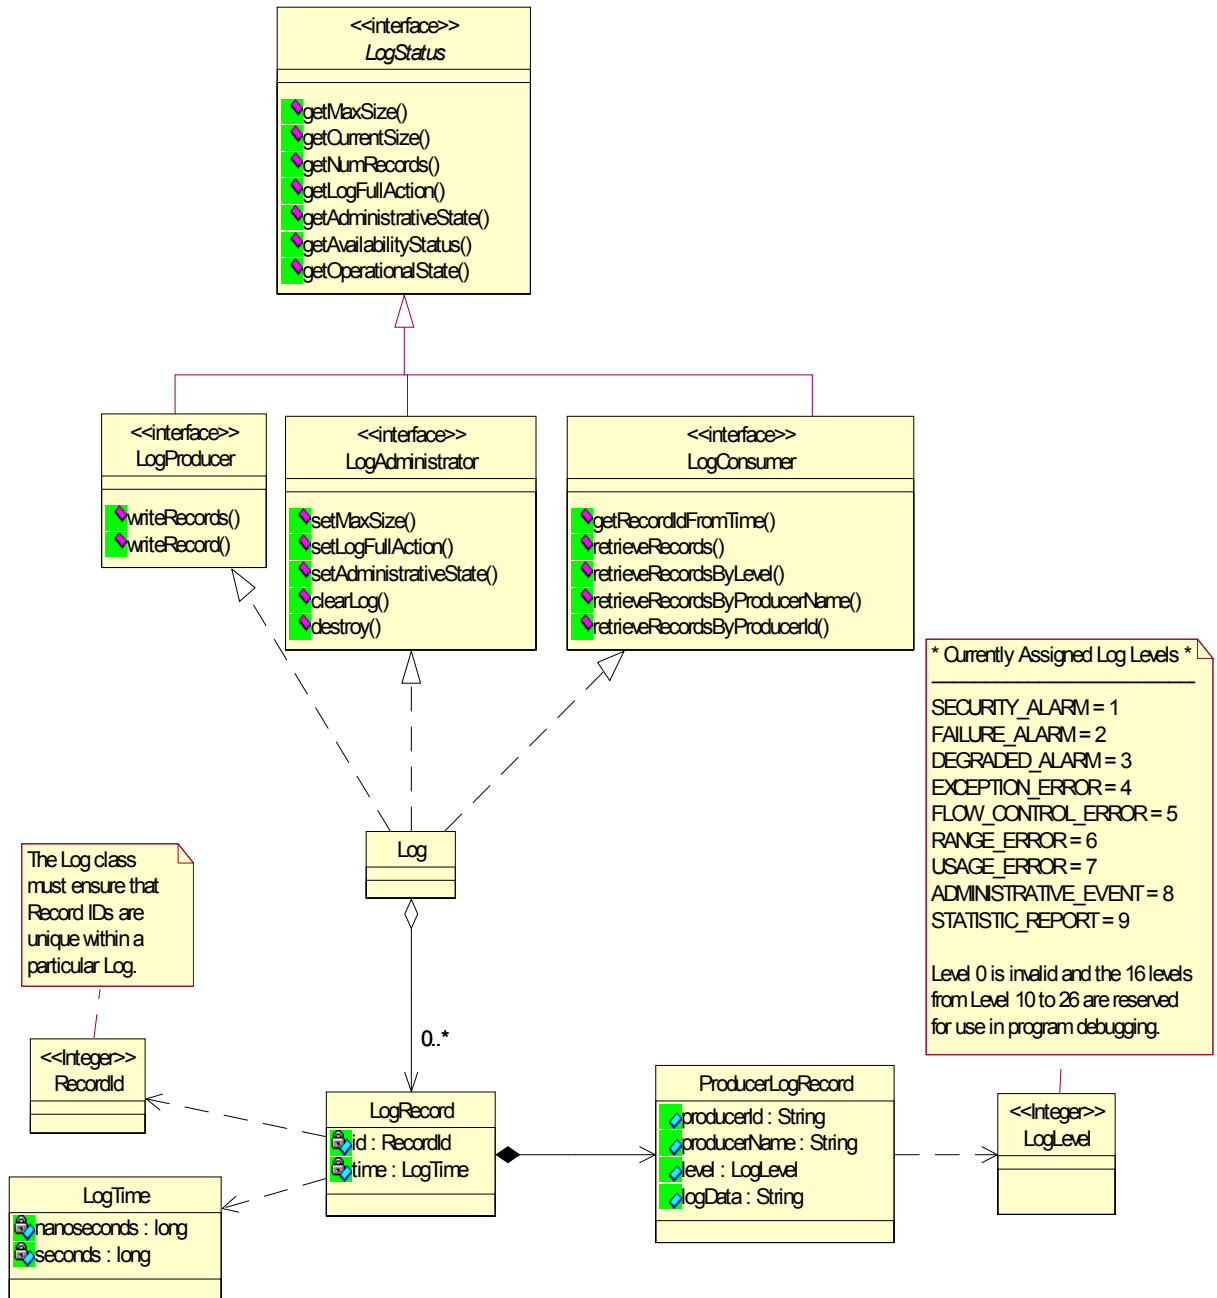 <<interface>>
LogStatus
getMaxSize()
getCurrentSize()
getNumRecords()
getLogFullAction()
getAdministrativeState()
getAvailabilityStatus()
getOperationalState()
<<interface>>
LogProducer
writeRecords()
writeRecord()
<<interface>>
LogAdministrator
setMaxSize()
setLogFullAction()
setAdministrativeState()
clearLog()
destroy()
<<interface>>
LogConsumer
getRecordIdFromTime()
retrieveRecords()
retrieveRecordsByLevel()
retrieveRecordsByProducerName()
retrieveRecordsByProducerId()
* Currently Assigned Log Levels *
---------------------------------------
SECURITY_ALARM = 1
FAILURE_ALARM = 2
DEGRADED_ALARM = 3
EXCEPTION_ERROR = 4
FLOW_CONTROL_ERROR = 5
RANGE_ERROR = 6
USAGE_ERROR = 7
ADMINISTRATIVE_EVENT = 8
STATISTIC_REPORT = 9
Level 0 is invalid and the 16 levels
from Level 10 to 26 are reserved
for use in program debugging.
Log
The Log class
must ensure that
Record IDs are
unique within a
particular Log.
0..*
<<Integer>>
RecordId
LogRecord
id : RecordId
time : LogTime
ProducerLogRecord
producerId : String
producerName : String
level : LogLevel
logData : String
<<Integer>>
LogLevel
LogTime
nanoseconds : long
seconds : long